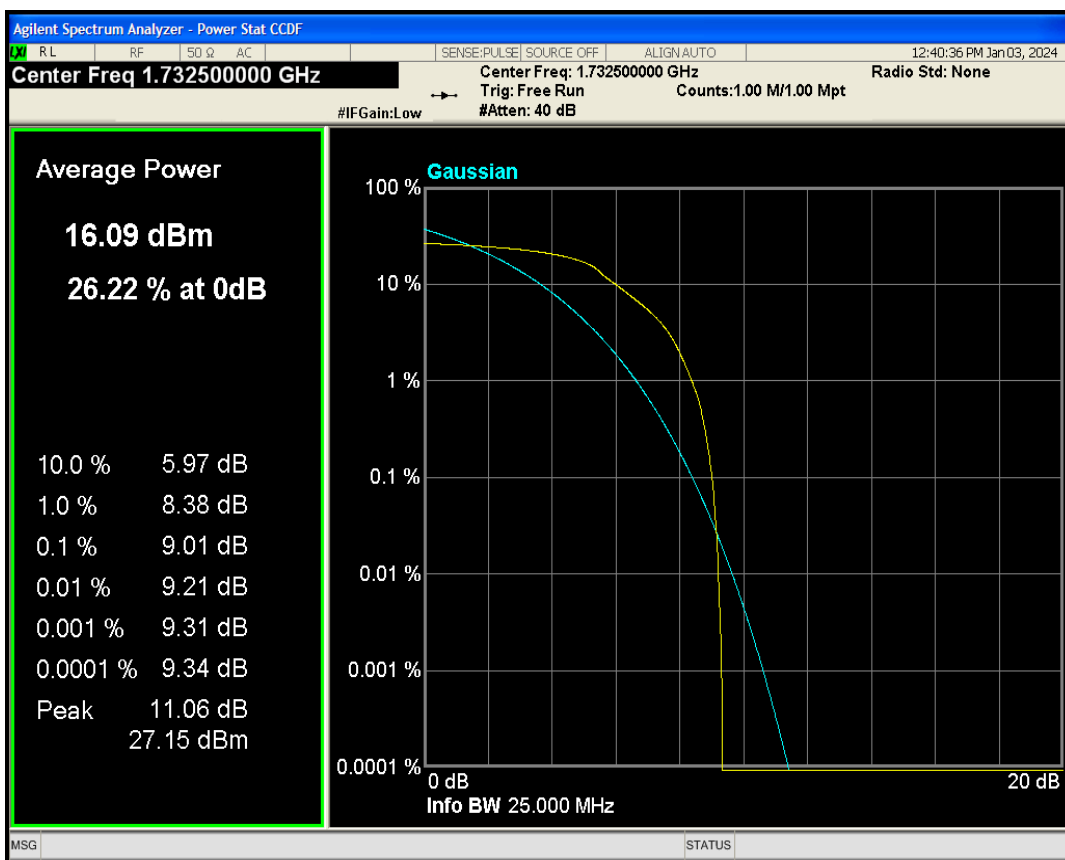 Agilent Spectrum Analyzer - Power Stat CCDF
LXI RL RF 50 Ω AC SENSE:PULSE SOURCE OFF ALIGN AUTO 12:40:36 PM Jan 03, 2024
Center Freq 1.732500000 GHz Center Freq: 1.732500000 GHz Radio Std: None
Trig: Free Run Counts:1.00 M/1.00 Mpt
#IFGain:Low #Atten: 40 dB
Average Power
16.09 dBm
26.22 % at 0dB
10.0 % 5.97 dB
1.0 % 8.38 dB
0.1 % 9.01 dB
0.01 % 9.21 dB
0.001 % 9.31 dB
0.0001 % 9.34 dB
Peak 11.06 dB
27.15 dBm
Gaussian
100 %
10 %
1 %
0.1 %
0.01 %
0.001 %
0.0001 %
0 dB 20 dB
Info BW 25.000 MHz
MSG STATUS